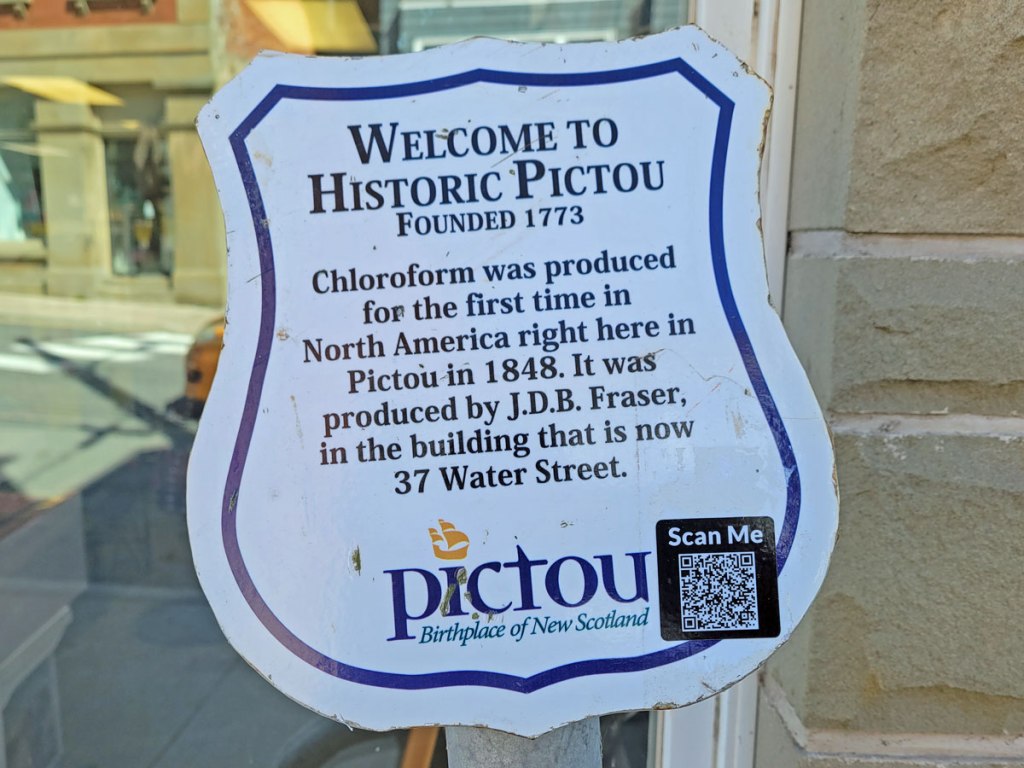 WELCOME TO
HISTORIC PICTOU
FOUNDED 1773
Chloroform was produced
for the first time in
North America right here in
Pictou in 1848. It was
produced by J.D.B. Fraser,
in the building that is now
37 Water Street.
pictou
Birthplace of New Scotland
Scan Me